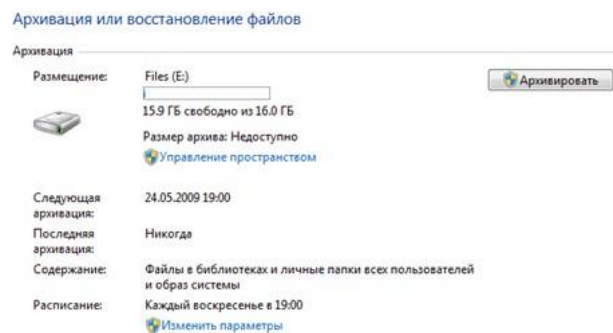 Архивация или восстановление файлов
Архивация
Размещение: Files (E:)
Архивировать
15.9 ГБ свободно из 16.0 ГБ
Размер архива: Недоступно
Управление пространством
Следующая архивация: 24.05.2009 19:00
Последняя архивация: Никогда
Содержание: Файлы в библиотеках и личные папки всех пользователей
и образ системы
Расписание: Каждый воскресенье в 19:00
Изменить параметры